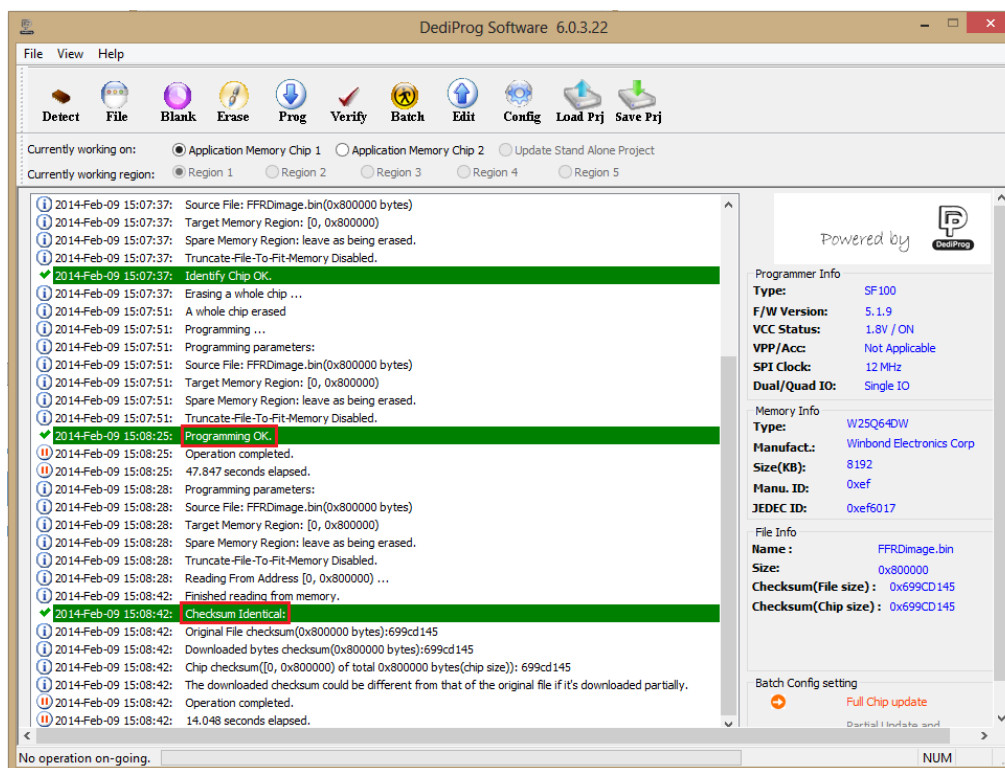 DediProg Software 6.0.3.22
File View Help
Detect File Blank Erase Prog Verify Batch Edit Config Load Prj Save Prj
Currently working on: Application Memory Chip 1 Application Memory Chip 2 Update Stand Alone Project
Currently working region: Region 1 Region 2 Region 3 Region 4 Region 5
2014-Feb-09 15:07:37: Source File: FFRDimage.bin(0x800000 bytes)
2014-Feb-09 15:07:37: Target Memory Region: [0, 0x800000)
2014-Feb-09 15:07:37: Spare Memory Region: leave as being erased.
2014-Feb-09 15:07:37: Truncate-File-To-Fit-Memory Disabled.
2014-Feb-09 15:07:37: Identify Chip OK.
2014-Feb-09 15:07:37: Erasing a whole chip ...
2014-Feb-09 15:07:51: A whole chip erased
2014-Feb-09 15:07:51: Programming ...
2014-Feb-09 15:07:51: Programming parameters:
2014-Feb-09 15:07:51: Source File: FFRDimage.bin(0x800000 bytes)
2014-Feb-09 15:07:51: Target Memory Region: [0, 0x800000)
2014-Feb-09 15:07:51: Spare Memory Region: leave as being erased.
2014-Feb-09 15:07:51: Truncate-File-To-Fit-Memory Disabled.
2014-Feb-09 15:08:25: Programming OK.
2014-Feb-09 15:08:25: Operation completed.
2014-Feb-09 15:08:25: 47.847 seconds elapsed.
2014-Feb-09 15:08:28: Programming parameters:
2014-Feb-09 15:08:28: Source File: FFRDimage.bin(0x800000 bytes)
2014-Feb-09 15:08:28: Target Memory Region: [0, 0x800000)
2014-Feb-09 15:08:28: Spare Memory Region: leave as being erased.
2014-Feb-09 15:08:28: Truncate-File-To-Fit-Memory Disabled.
2014-Feb-09 15:08:28: Reading From Address [0, 0x800000) ...
2014-Feb-09 15:08:42: Finished reading from memory.
2014-Feb-09 15:08:42: Checksum Identical:
2014-Feb-09 15:08:42: Original File checksum(0x800000 bytes):699cd145
2014-Feb-09 15:08:42: Downloaded bytes checksum(0x800000 bytes):699cd145
2014-Feb-09 15:08:42: Chip checksum([0, 0x800000) of total 0x800000 bytes(chip size)): 699cd145
2014-Feb-09 15:08:42: The downloaded checksum could be different from that of the original file if it's downloaded partially.
2014-Feb-09 15:08:42: Operation completed.
2014-Feb-09 15:08:42: 14.048 seconds elapsed.
Powered by DediProg
Programmer Info
Type: SF100
F/W Version: 5.1.9
VCC Status: 1.8V / ON
VPP/Acc: Not Applicable
SPI Clock: 12 MHz
Dual/Quad IO: Single IO
Memory Info
Type: W25Q64DW
Manufact.: Winbond Electronics Corp
Size(KB): 8192
Manu. ID: 0xef
JEDEC ID: 0xef6017
File Info
Name : FFRDimage.bin
Size: 0x800000
Checksum(File size) : 0x699CD145
Checksum(Chip size) : 0x699CD145
Batch Config setting
Full Chip update
Partial Update and
No operation on-going. NUM